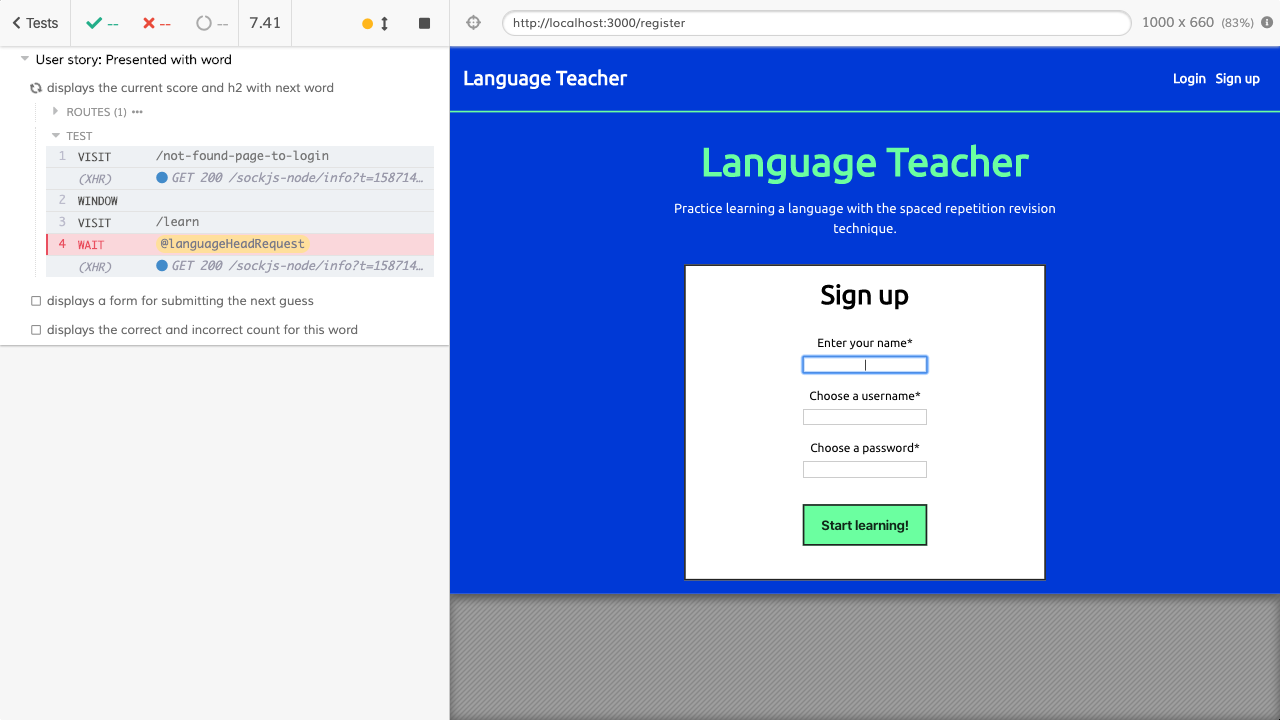 Tests
--
--
--
7.41
http://localhost:3000/register
1000 x 660 (83%)
User story: Presented with word
displays the current score and h2 with next word
ROUTES (1)
TEST
1 VISIT /not-found-page-to-login
(XHR) GET 200 /sockjs-node/info?t=158714…
2 WINDOW
3 VISIT /learn
4 WAIT @languageHeadRequest
(XHR) GET 200 /sockjs-node/info?t=158714…
displays a form for submitting the next guess
displays the correct and incorrect count for this word
Language Teacher
Login Sign up
Language Teacher
Practice learning a language with the spaced repetition revision
technique.
Sign up
Enter your name*
Choose a username*
Choose a password*
Start learning!